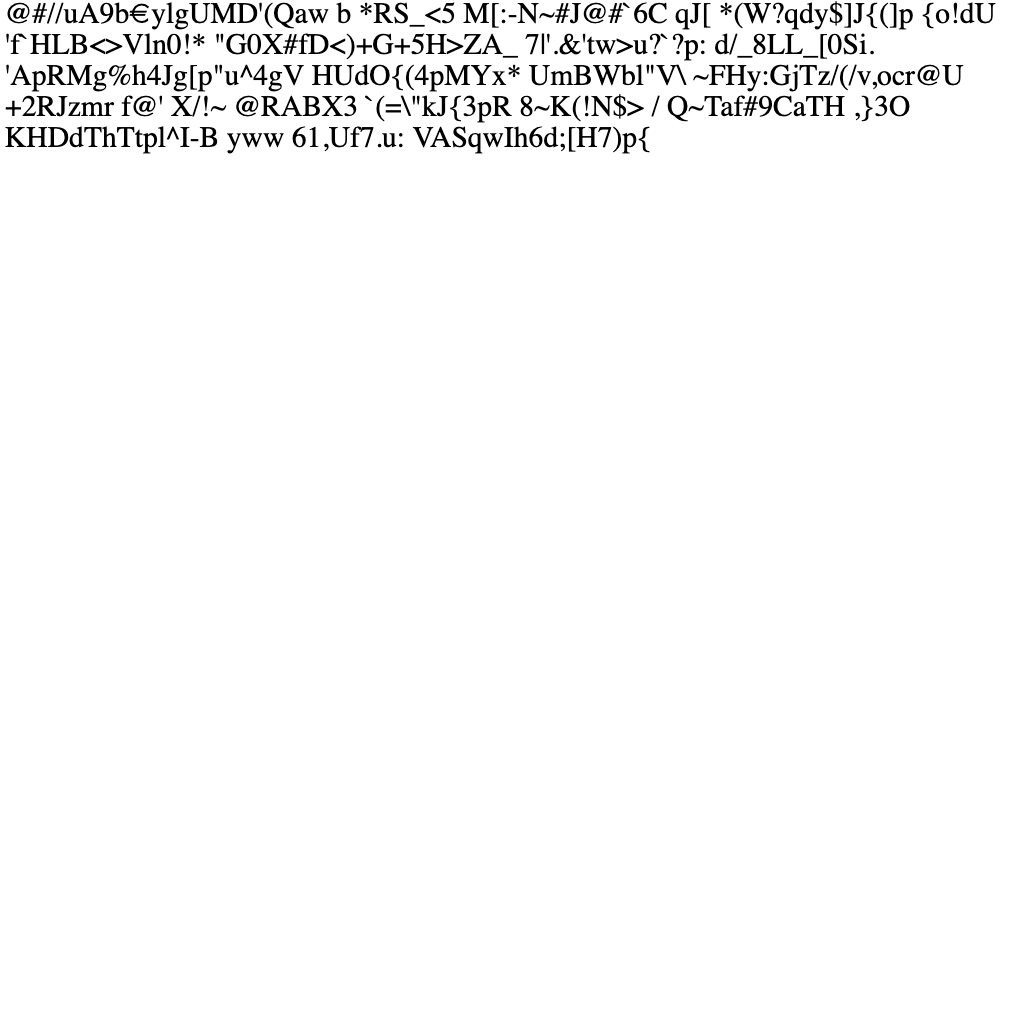 @#//uA9b€ylgUMD'(Qaw b *RS_<5 M[:-N~#J@#`6C qJ[ *(W?qdy$]J{(]p {o!dU
'f`HLB<>Vln0!* "G0X#fD<)+G+5H>ZA_ 7l'.&'tw>u?`?p: d/_8LL_[0Si.
'ApRMg%h4Jg[p"u^4gV HUdO{(4pMYx* UmBWbl"V\ ~FHy:GjTz/(/v,ocr@U
+2RJzmr f@' X/!~ @RABX3 `(=\"kJ{3pR 8~K(!N$> / Q~Taf#9CaTH ,}3O
KHDdThTtpl^I-B yww 61,Uf7.u: VASqwIh6d;[H7)p{